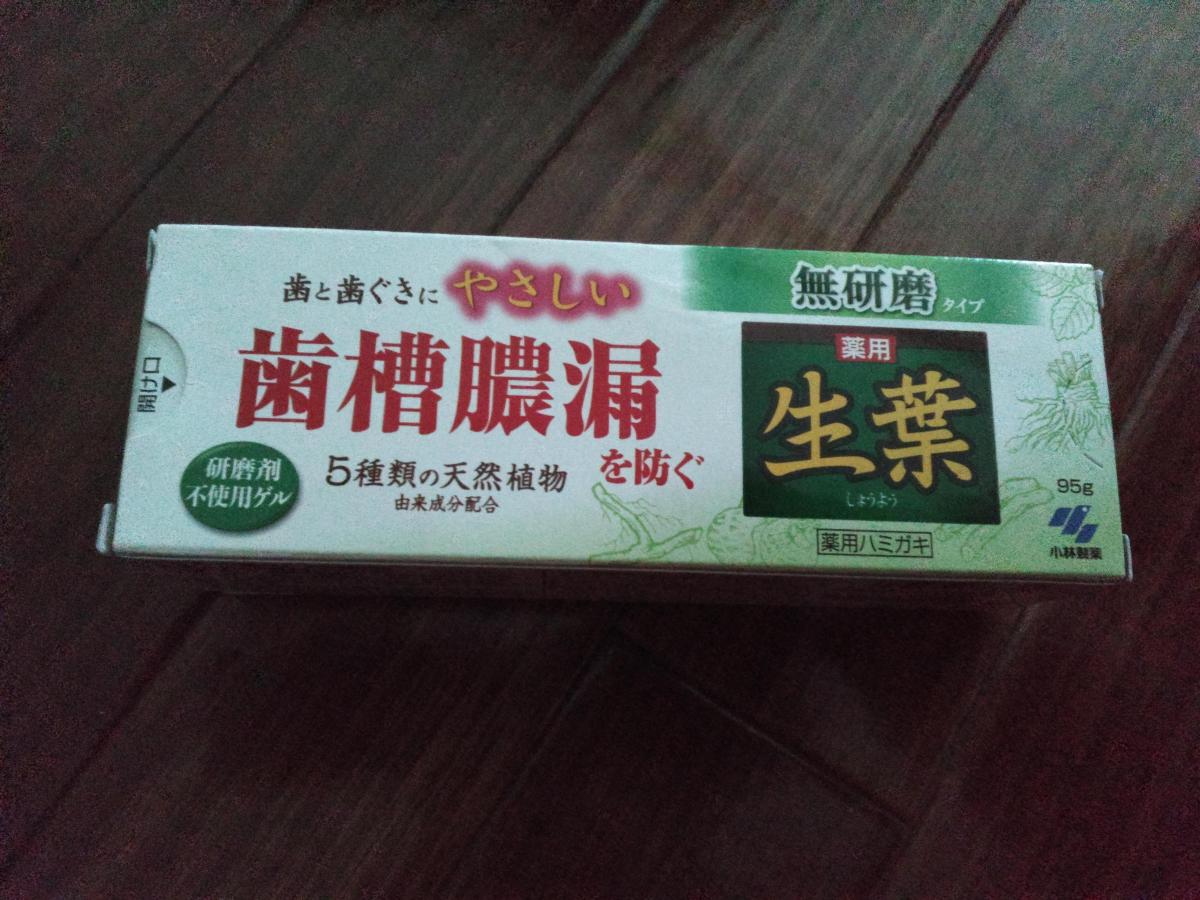 歯と歯ぐきにやさしい
歯槽膿漏
を防ぐ
研磨剤
不使用ゲル
5種類の天然植物
由来成分配合
無研磨タイプ
薬用
生葉
しょうよう
薬用ハミガキ
95g
小林製薬
開け口